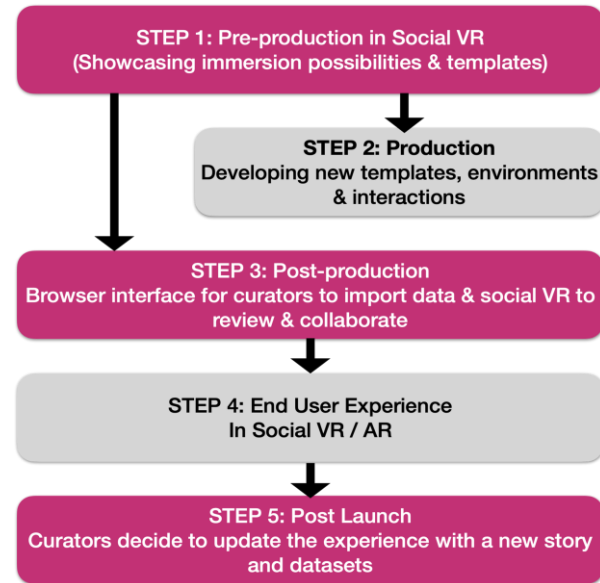 STEP 1: Pre-production in Social VR
(Showcasing immersion possibilities & templates)
STEP 2: Production
Developing new templates, environments
& interactions
STEP 3: Post-production
Browser interface for curators to import data & social VR to
review & collaborate
STEP 4: End User Experience
In Social VR / AR
STEP 5: Post Launch
Curators decide to update the experience with a new story
and datasets